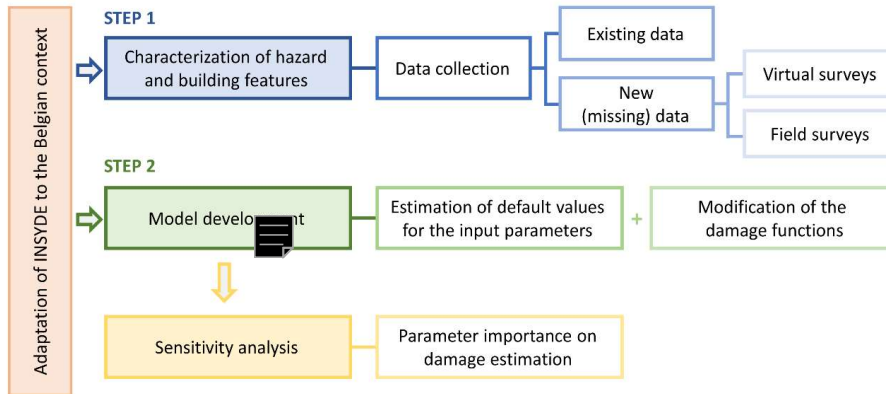 Adaptation of INSYDE to the Belgian context
STEP 1
Characterization of hazard
and building features
Data collection
Existing data
New
(missing) data
Virtual surveys
Field surveys
STEP 2
Model
Estimation of default values
for the input parameters
+
Modification of the
damage functions
Sensitivity analysis
Parameter importance on
damage estimation